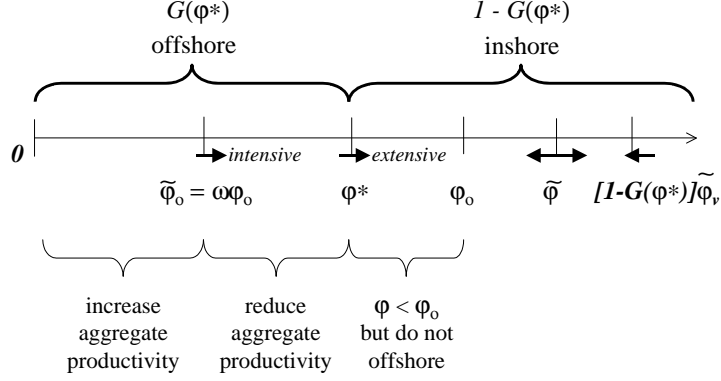 G(φ*) 1 - G(φ*)
offshore inshore
0 intensive extensive
φ̃ₒ = ωφₒ φ* φₒ φ̃ [1-G(φ*)]φ̃ᵥ
increase reduce φ < φₒ
aggregate aggregate but do not
productivity productivity offshore